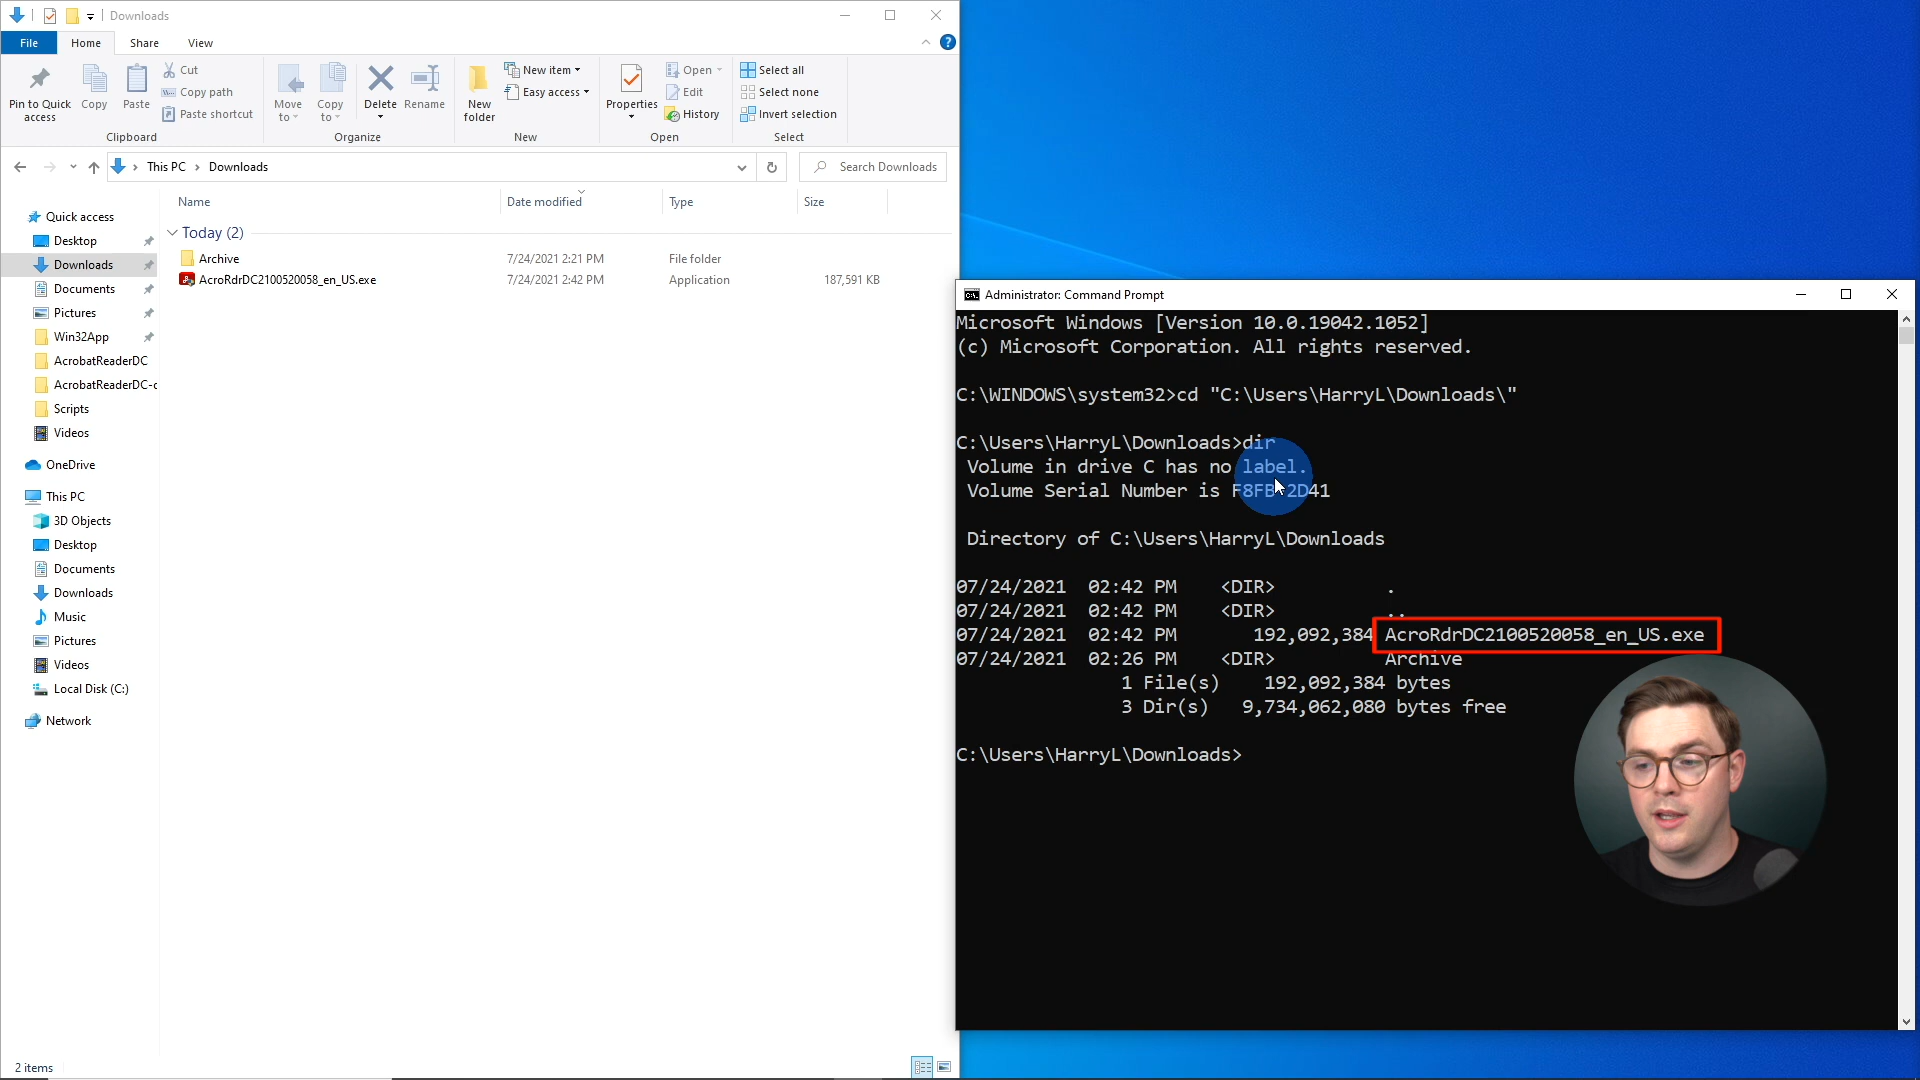 Downloads
File
Home
Share
View
Pin to Quick access
Copy
Paste
Cut
Copy path
Paste shortcut
Clipboard
Move to
Copy to
Delete
Rename
Organize
New folder
New item
Easy access
New
Properties
Open
Edit
History
Open
Select all
Select none
Invert selection
Select
This PC
Downloads
Search Downloads
Name
Date modified
Type
Size
Today (2)
Archive 7/24/2021 2:21 PM File folder
AcroRdrDC2100520058_en_US.exe 7/24/2021 2:42 PM Application 187,591 KB
Quick access
Desktop
Downloads
Documents
Pictures
Win32App
AcrobatReaderDC
AcrobatReaderDC-c
Scripts
Videos
OneDrive
This PC
3D Objects
Desktop
Documents
Downloads
Music
Pictures
Videos
Local Disk (C:)
Network
2 items
Administrator: Command Prompt
Microsoft Windows [Version 10.0.19042.1052]
(c) Microsoft Corporation. All rights reserved.
C:\WINDOWS\system32>cd "C:\Users\HarryL\Downloads\"
C:\Users\HarryL\Downloads>dir
Volume in drive C has no label.
Volume Serial Number is F8FB-2D41
Directory of C:\Users\HarryL\Downloads
07/24/2021 02:42 PM <DIR> .
07/24/2021 02:42 PM <DIR> ..
07/24/2021 02:42 PM 192,092,384 AcroRdrDC2100520058_en_US.exe
07/24/2021 02:26 PM <DIR> Archive
1 File(s) 192,092,384 bytes
3 Dir(s) 9,734,062,080 bytes free
C:\Users\HarryL\Downloads>